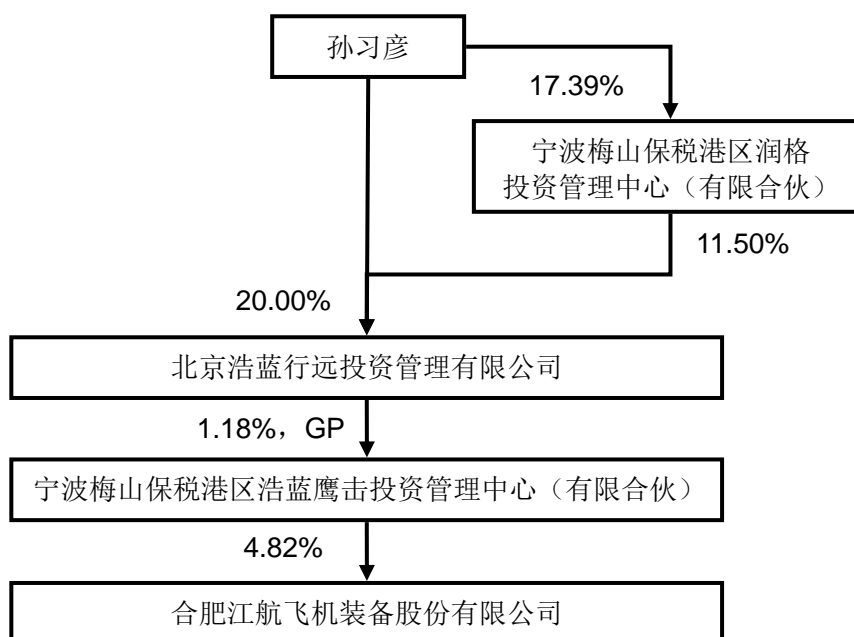 孙习彦
17.39%
宁波梅山保税港区润格
投资管理中心（有限合伙）
11.50%
20.00%
北京浩蓝行远投资管理有限公司
1.18%，GP
宁波梅山保税港区浩蓝鹰击投资管理中心（有限合伙）
4.82%
合肥江航飞机装备股份有限公司